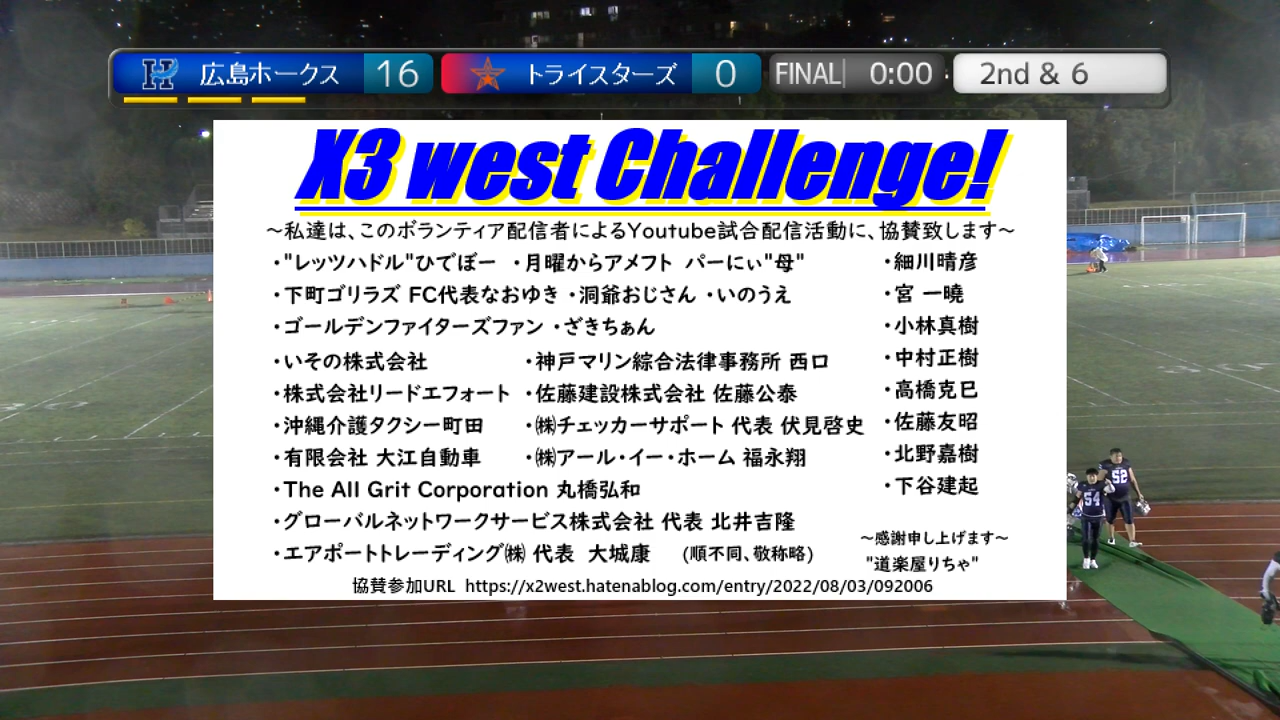 広島ホークス 16 トライスターズ 0 FINAL 0:00 2nd & 6
X3 west Challenge!
～私達は、このボランティア配信者によるYoutube試合配信活動に、協賛致します～
・"レッツハドル"ひでぼー ・月曜からアメフト パーにぃ"母" ・細川晴彦
・下町ゴリラズ FC代表なおゆき ・洞爺おじさん ・いのうえ ・宮 一曉
・ゴールデンファイターズファン ・ざきちぁん ・小林真樹
・いその株式会社 ・神戸マリン綜合法律事務所 西口 ・中村正樹
・株式会社リードエフォート ・佐藤建設株式会社 佐藤公泰 ・高橋克巳
・沖縄介護タクシー町田 ・㈱チェッカーサポート 代表 伏見啓史 ・佐藤友昭
・有限会社 大江自動車 ・㈱アール・イー・ホーム 福永翔 ・北野嘉樹
・The All Grit Corporation 丸橋弘和 ・下谷建起
・グローバルネットワークサービス株式会社 代表 北井吉隆
～感謝申し上げます～
・エアポートトレーディング㈱ 代表 大城康 (順不同、敬称略)
"道楽屋りちゃ"
協賛参加URL https://x2west.hatenablog.com/entry/2022/08/03/092006
52
54